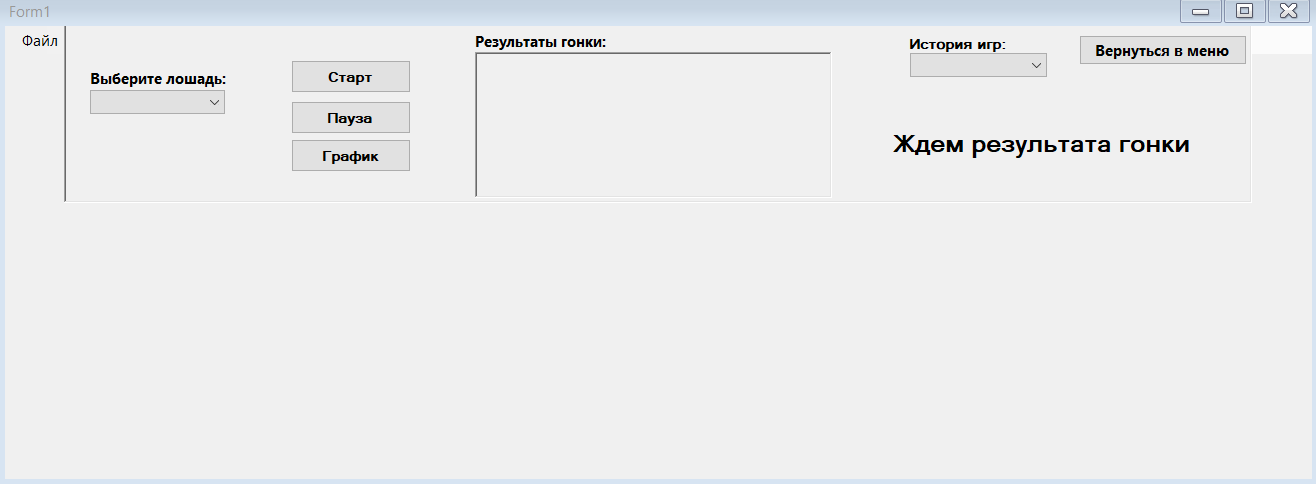 Form1
Файл
Выберите лошадь:
Старт
Пауза
График
Результаты гонки:
История игр:
Вернуться в меню
Ждем результата гонки